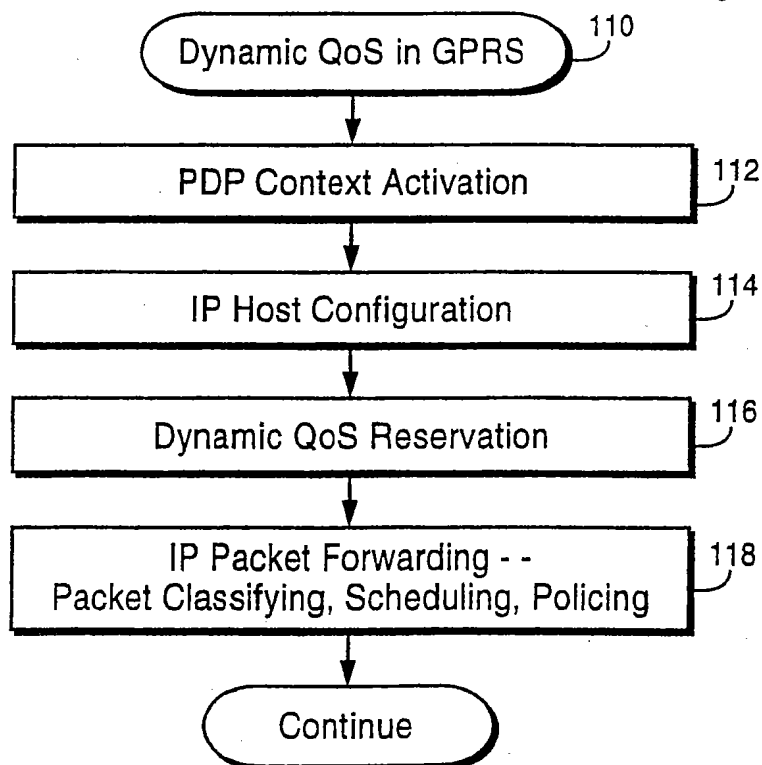 Dynamic QoS in GPRS
110
PDP Context Activation
112
IP Host Configuration
114
Dynamic QoS Reservation
116
IP Packet Forwarding - -
Packet Classifying, Scheduling, Policing
118
Continue